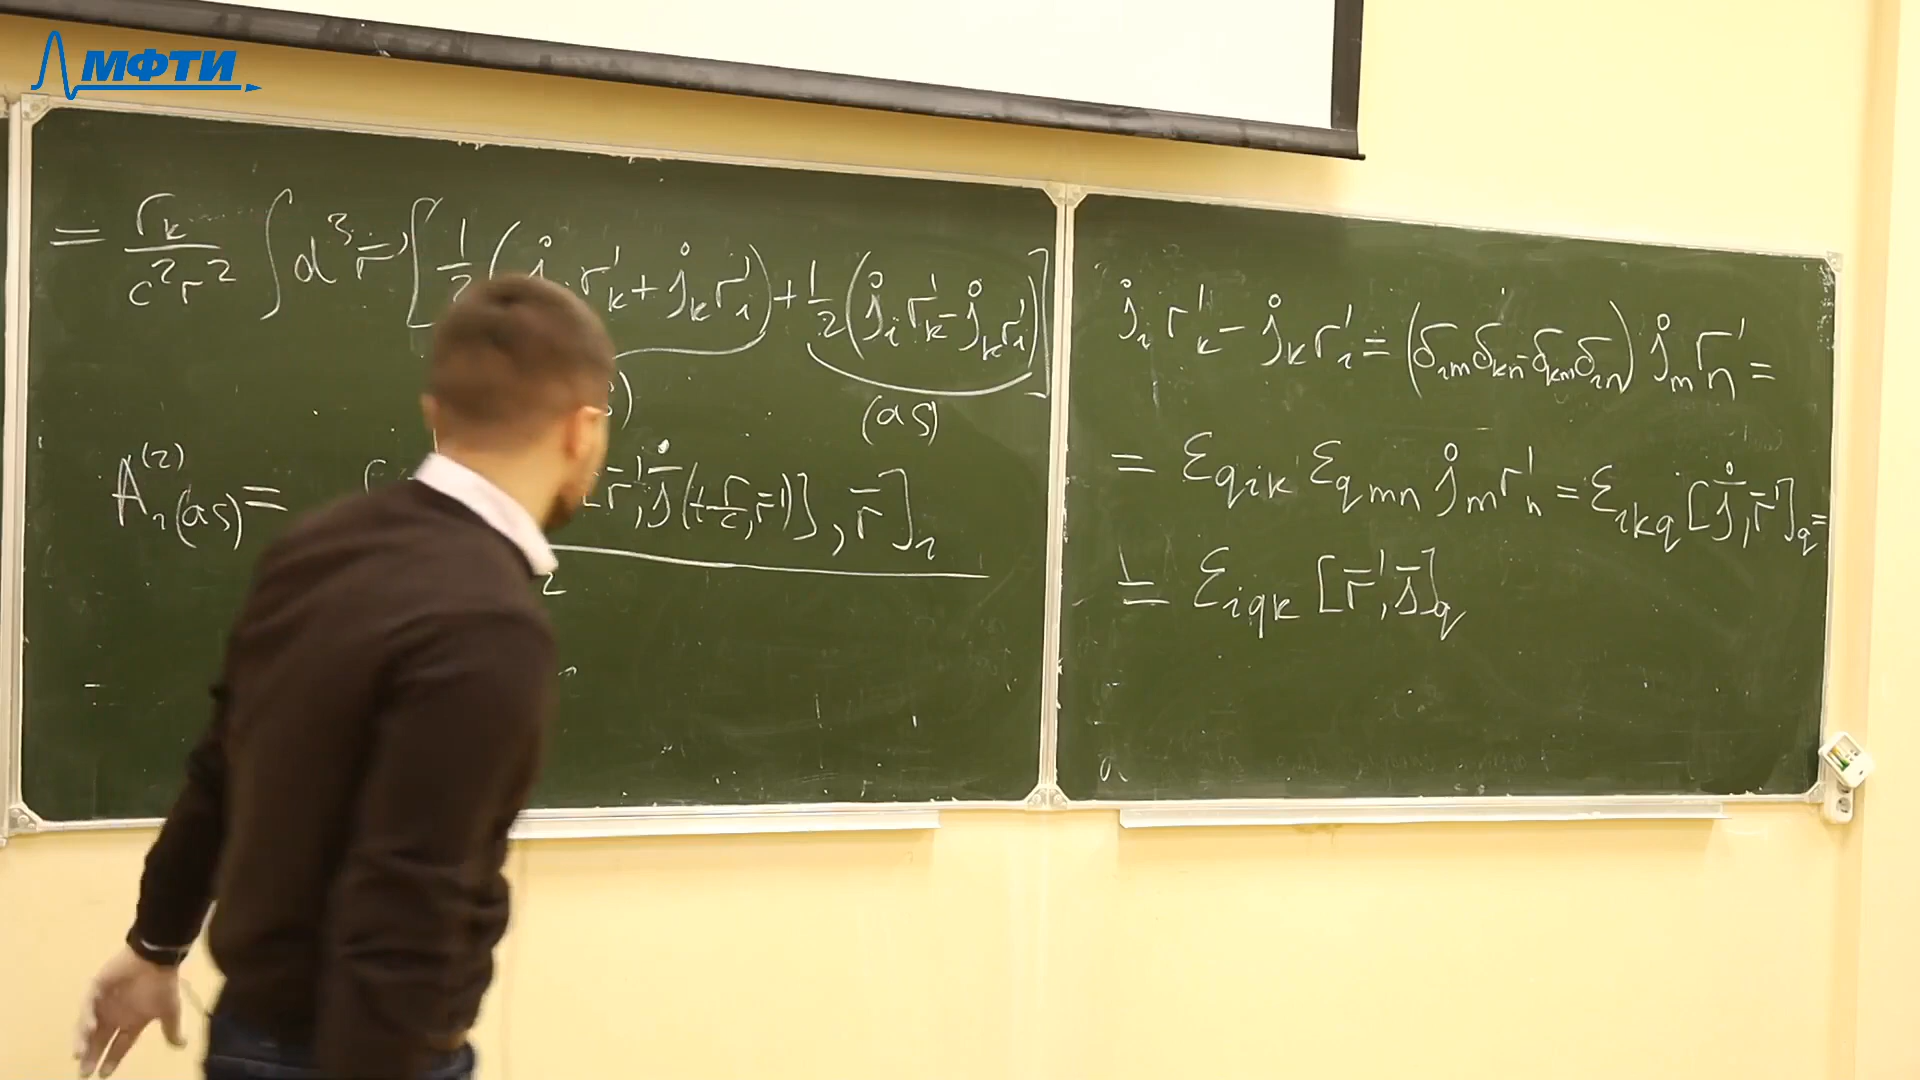 МФТИ
= r_k / c²r² ∫ d³r̄' [ 1/2 ( j̇ r'_k + j̇_k r'_i ) + 1/2 ( j̇_i r'_k - j̇_k r'_i ) ]
(as)
A_i(as)^(2) = r̄', j̇̄ (t - r/c, r̄') ] , r̄ ]_i
2
j̇_i r'_k - j̇_k r'_i = (δ_im δ_kn - δ_km δ_in) j̇_m r'_n =
= ε_qik ε_qmn j̇_m r'_n = ε_ikq [ j̇̄, r̄' ]_q =
= ε_iqk [ r̄', j̄ ]_q